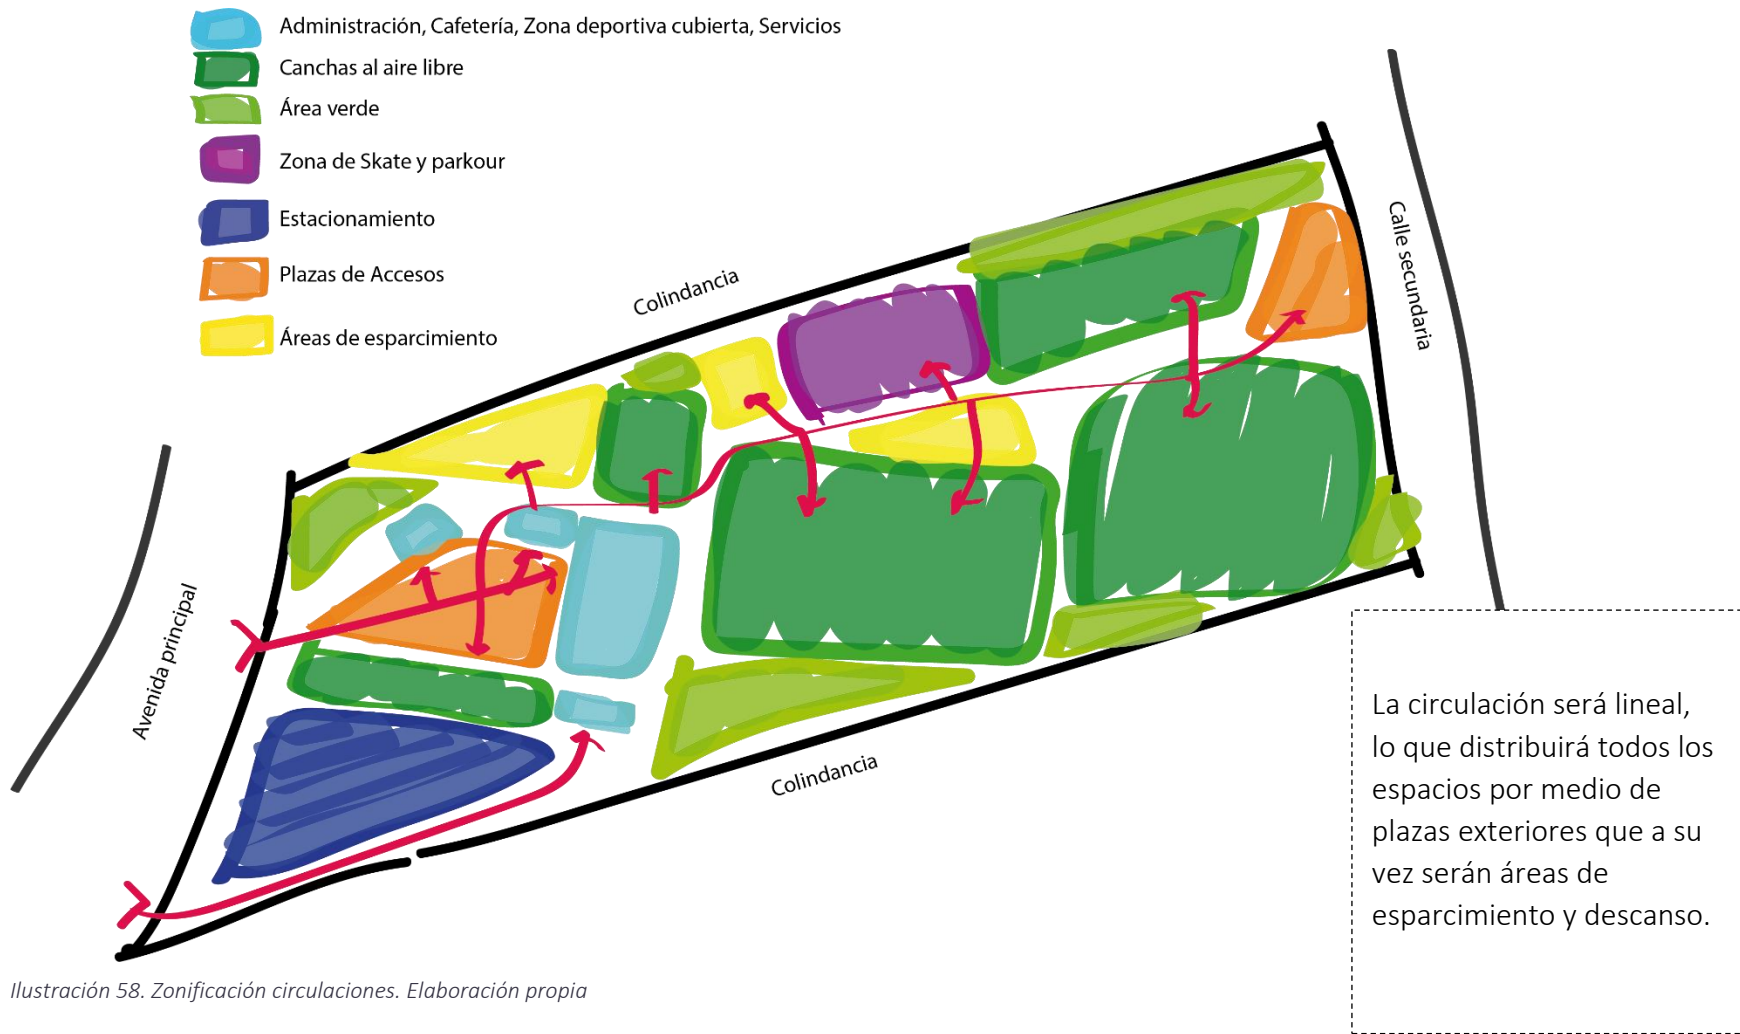 Administración, Cafetería, Zona deportiva cubierta, Servicios
Canchas al aire libre
Área verde
Zona de Skate y parkour
Estacionamiento
Plazas de Accesos
Áreas de esparcimiento
Colindancia
Calle secundaria
Avenida principal
Colindancia
La circulación será lineal,
lo que distribuirá todos los
espacios por medio de
plazas exteriores que a su
vez serán áreas de
esparcimiento y descanso.
Ilustración 58. Zonificación circulaciones. Elaboración propia